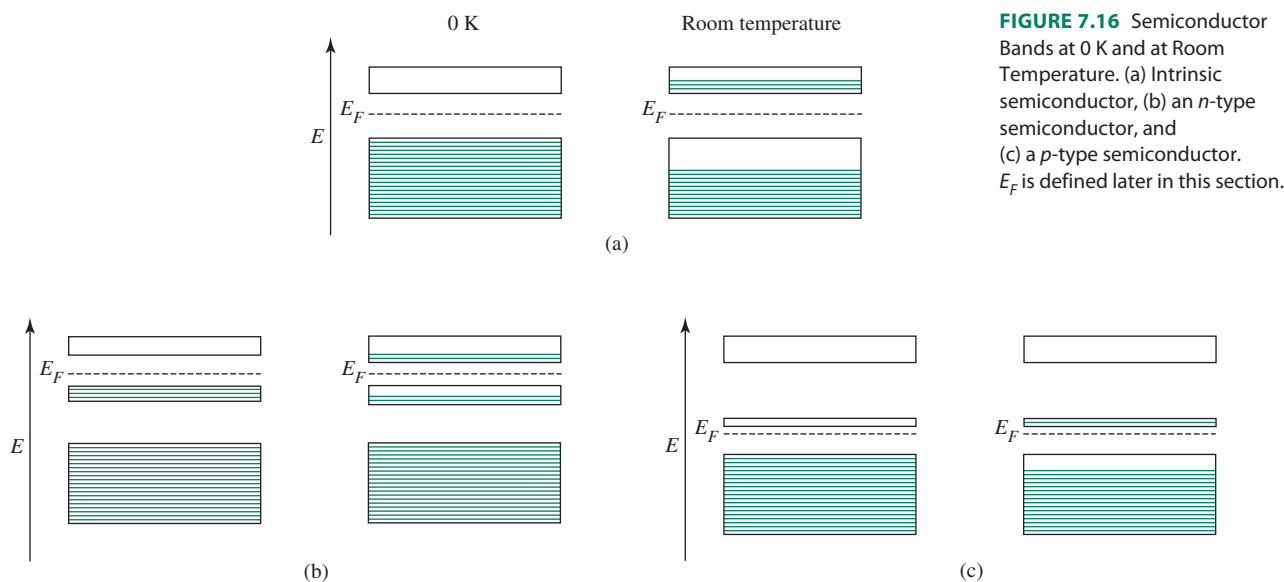 0 K
Room temperature
E
E_F
E_F
(a)
E
E_F
E_F
(b)
E
E_F
E_F
(c)
FIGURE 7.16 Semiconductor
Bands at 0 K and at Room
Temperature. (a) Intrinsic
semiconductor, (b) an n-type
semiconductor, and
(c) a p-type semiconductor.
E_F is defined later in this section.